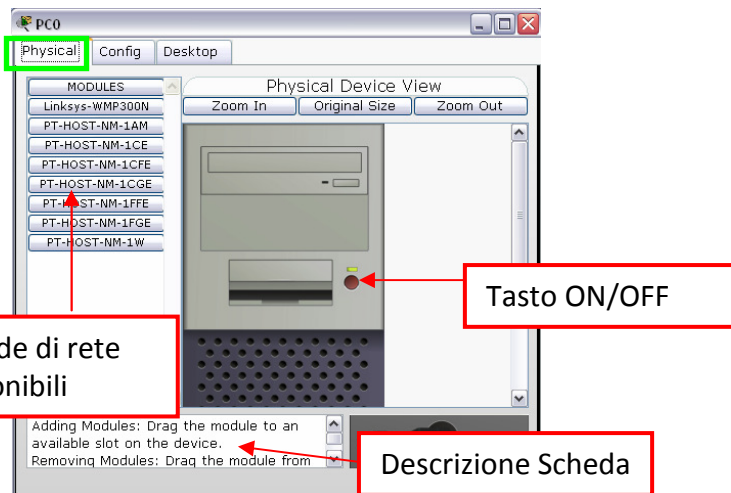 PC0
Physical Config Desktop
MODULES
Physical Device View
Zoom In Original Size Zoom Out
Linksys-WMP300N
PT-HOST-NM-1AM
PT-HOST-NM-1CE
PT-HOST-NM-1CFE
PT-HOST-NM-1CGE
PT-HOST-NM-1FFE
PT-HOST-NM-1FGE
PT-HOST-NM-1W
Tasto ON/OFF
de di rete
onibili
Adding Modules: Drag the module to an
available slot on the device.
Removing Modules: Drag the module from
Descrizione Scheda